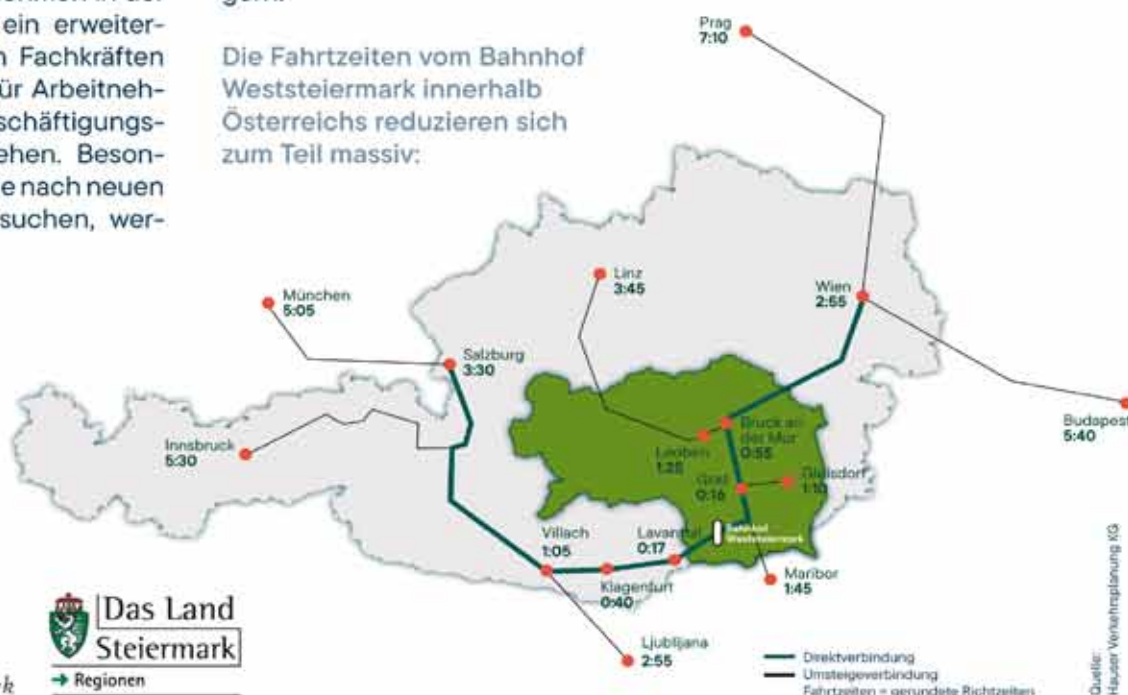 ein erweiter-
Fachkräften
ür Arbeitneh-
schäftigungs-
ehen. Beson-
e nach neuen
suchen, wer-
Die Fahrtzeiten vom Bahnhof
Weststeiermark innerhalb
Österreichs reduzieren sich
zum Teil massiv:
Prag
7:10
München
5:05
Linz
3:45
Wien
2:55
Salzburg
3:30
Budapest
5:40
Innsbruck
5:30
Bruck an
der Mur
0:55
Leoben
1:25
Graz
0:16
Gleisdorf
1:10
Bahnhof
Weststeiermark
Villach
1:05
Lavanttal
0:17
Klagenfurt
0:40
Maribor
1:45
Ljublijana
2:55
Das Land
Steiermark
→ Regionen
Direktverbindung
Umsteigeverbindung
Fahrtzeiten = gerundete Richtzeiten
Quelle:
Hauser Verkehrsplanung KG